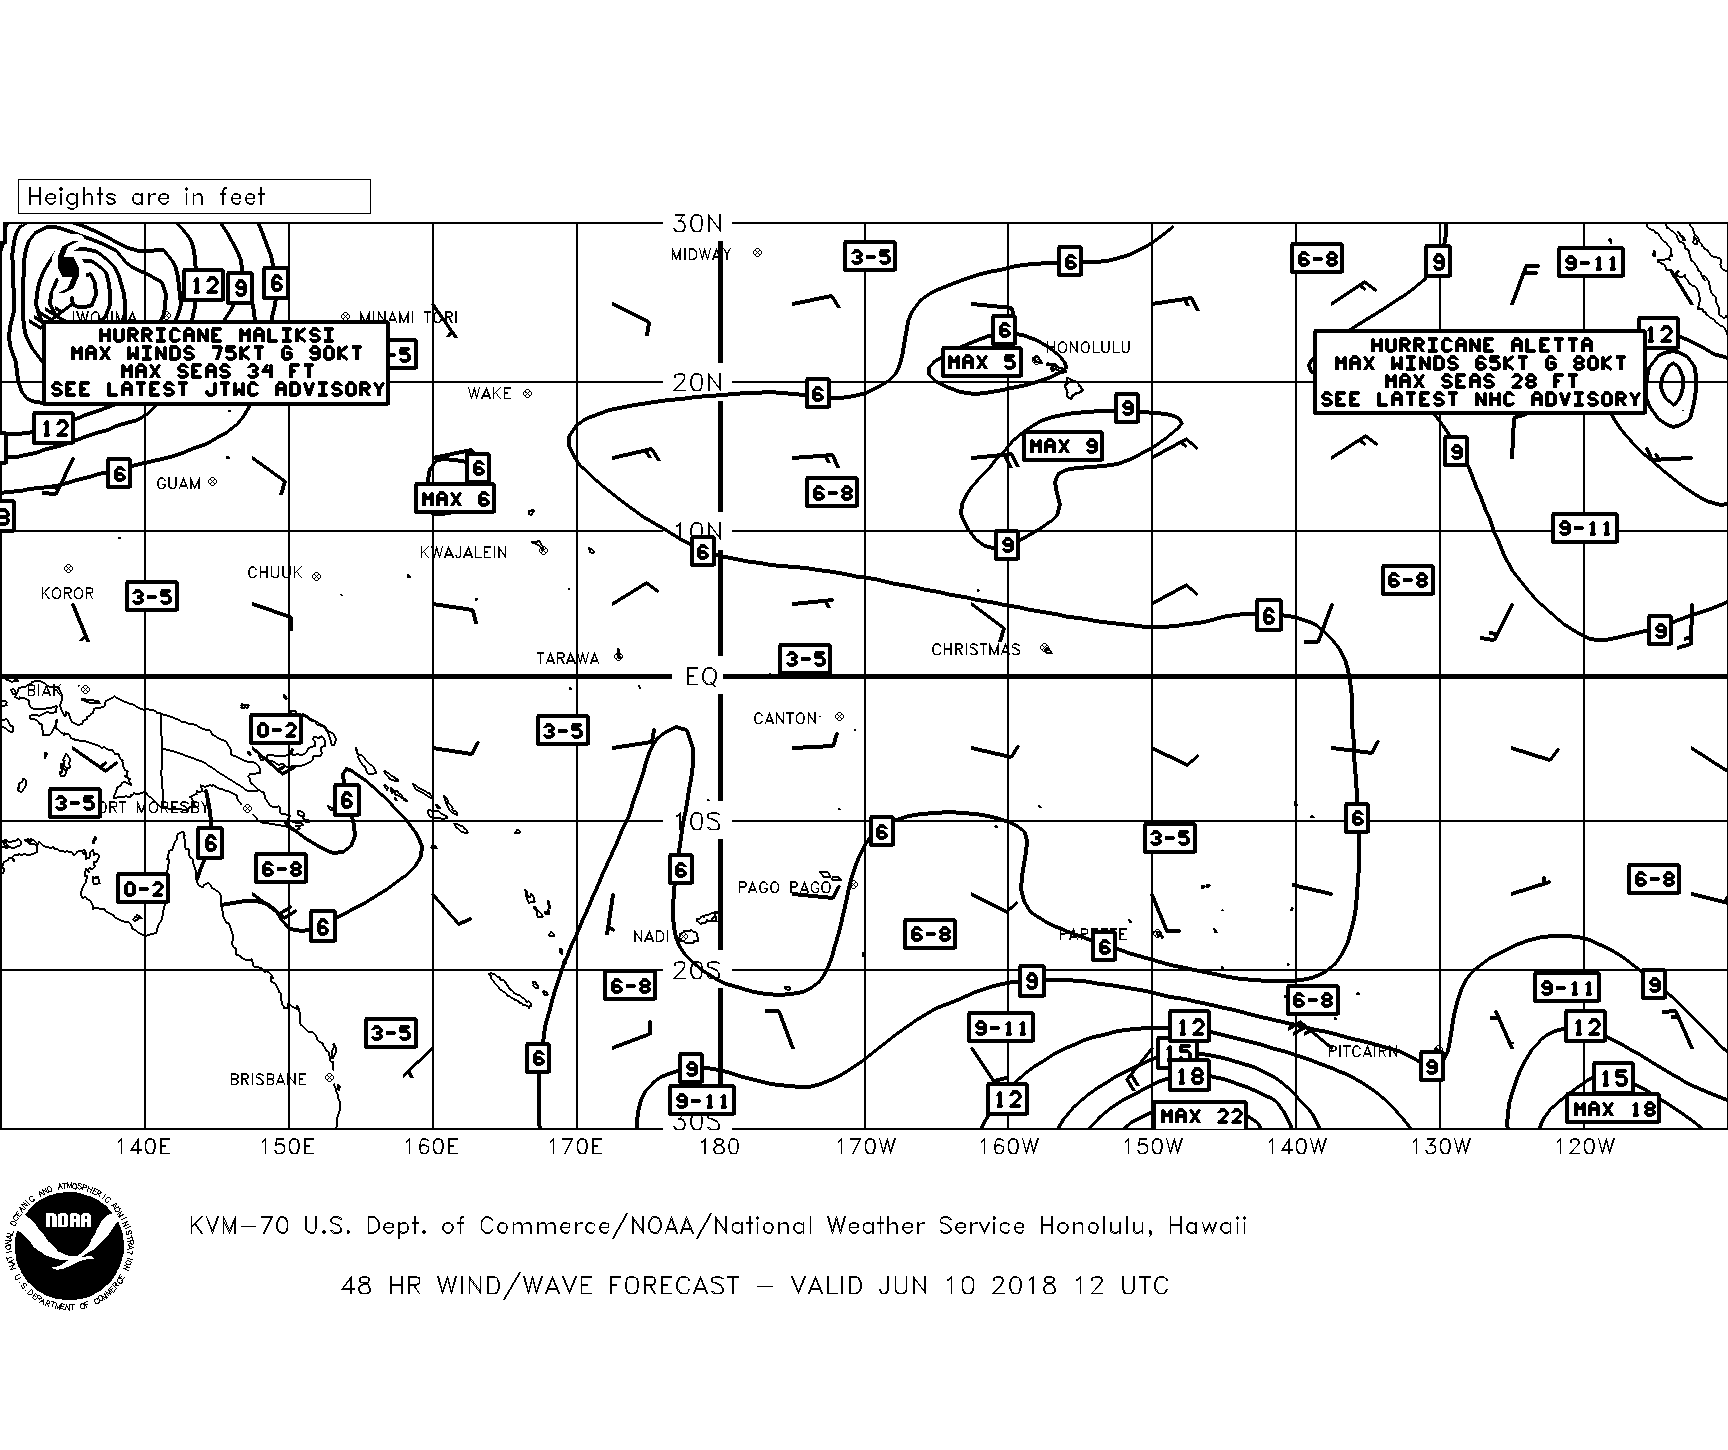 Heights are in feet
30N
MIDWAY
3-5
6
6-8
9
9-11
12
9
6
IWOJIMA
MINAMI TORI
HURRICANE MALIKSI
MAX WINDS 75KT G 90KT
MAX SEAS 34 FT
SEE LATEST JTWC ADVISORY
-5
6
MAX 5
HONOLULU
12
HURRICANE ALETTA
MAX WINDS 65KT G 80KT
MAX SEAS 28 FT
SEE LATEST NHC ADVISORY
20N
WAKE
6
9
12
MAX 9
9
6
GUAM
6
MAX 6
6-8
10N
9-11
6
9
KWAJALEIN
CHUUK
KOROR
3-5
6-8
6
9
TARAWA
3-5
CHRISTMAS
EQ
BIAK
0-2
3-5
CANTON
3-5
ORT MORESBY
6
10S
6
6
6
3-5
6-8
0-2
6
PAGO PAGO
6-8
6
NADI
6-8
PAPEETE
6
20S
6-8
9
6-8
9-11
9
3-5
9-11
12
12
15
PITCAIRN
6
9
18
9
15
BRISBANE
9-11
12
MAX 22
MAX 18
30S
140E 150E 160E 170E 180 170W 160W 150W 140W 130W 120W
NATIONAL OCEANIC AND ATMOSPHERIC ADMINISTRATION
U.S. DEPARTMENT OF COMMERCE
NOAA
KVM-70 U.S. Dept. of Commerce/NOAA/National Weather Service Honolulu, Hawaii
48 HR WIND/WAVE FORECAST – VALID JUN 10 2018 12 UTC